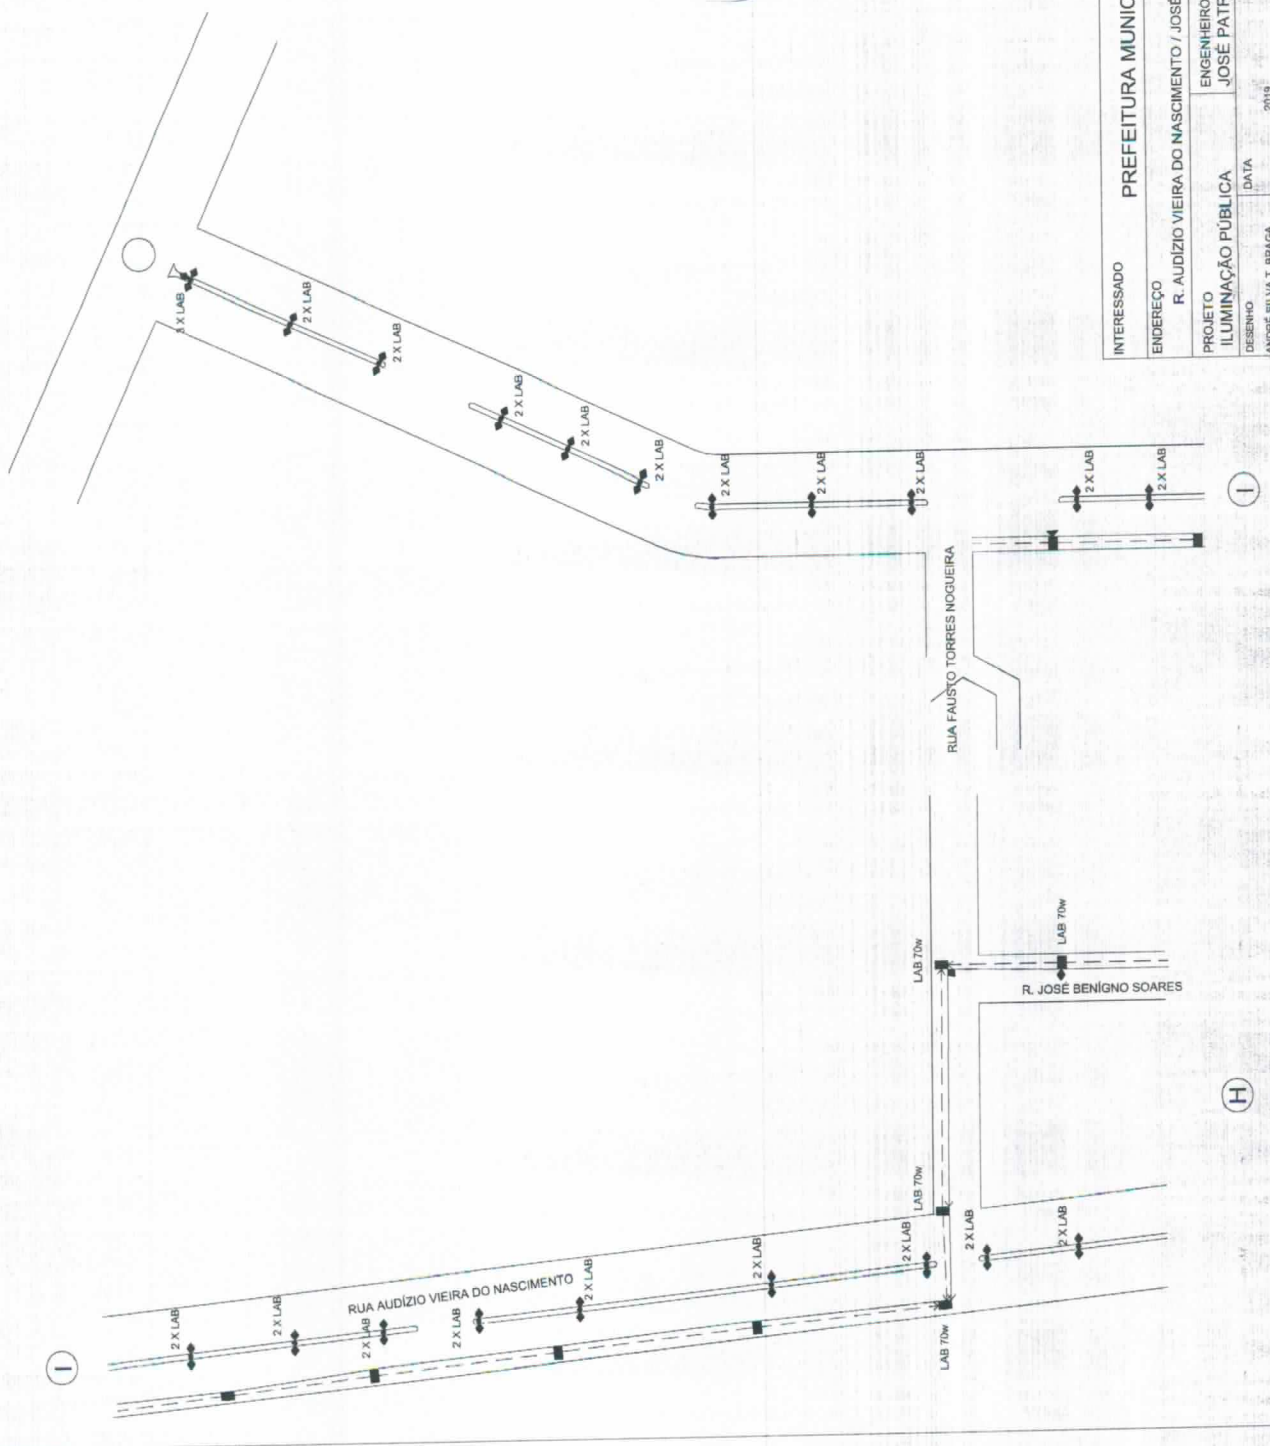 3 X LAB
2 X LAB
2 X LAB
2 X LAB
2 X LAB
2 X LAB
2 X LAB
2 X LAB
2 X LAB
2 X LAB
2 X LAB
I
RUA FAUSTO TORRES NOGUEIRA
LAB 70w
LAB 70w
R. JOSÉ BENÍGNO SOARES
H
LAB 70w
2 X LAB
2 X LAB
2 X LAB
2 X LAB
2 X LAB
2 X LAB
RUA AUDÍZIO VIEIRA DO NASCIMENTO
2 X LAB
2 X LAB
2 X LAB
LAB 70w
I
INTERESSADO
PREFEITURA MUNIC
ENDEREÇO
R. AUDÍZIO VIEIRA DO NASCIMENTO / JOSÉ
PROJETO
ILUMINAÇÃO PÚBLICA
ENGENHEIRO
JOSÉ PATR
DESENHO
DATA
2019